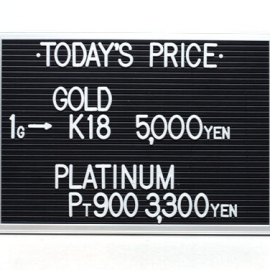 ·TODAY'S PRICE·
GOLD
1G→ K18 5,000YEN
PLATINUM
PT900 3,300YEN